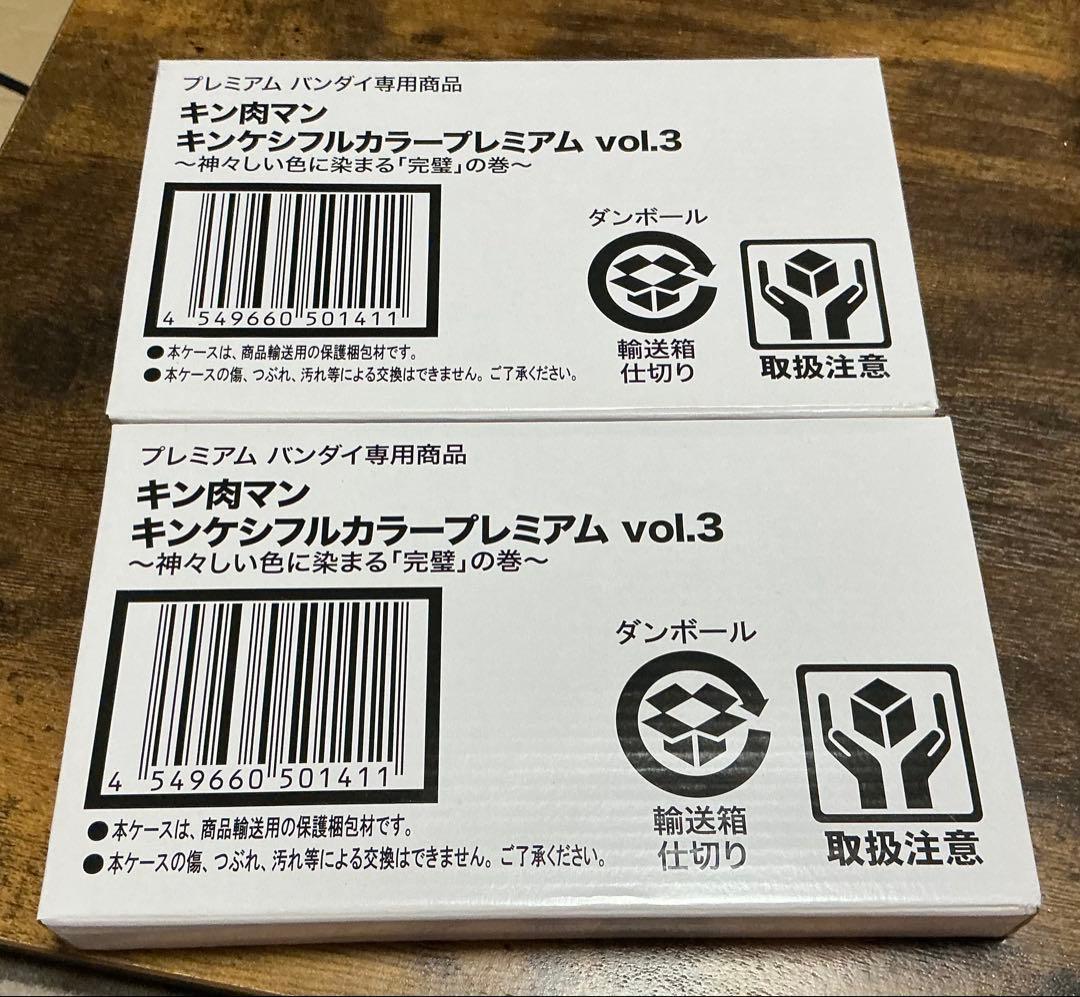 プレミアム バンダイ専用商品
キン肉マン
キンケシフルカラープレミアム vol.3
～神々しい色に染まる「完璧」の巻～
4 549660 501411
●本ケースは、商品輸送用の保護梱包材です。
●本ケースの傷、つぶれ、汚れ等による交換はできません。ご了承ください。
ダンボール
輸送箱
仕切り
取扱注意
プレミアム バンダイ専用商品
キン肉マン
キンケシフルカラープレミアム vol.3
～神々しい色に染まる「完璧」の巻～
4 549660 501411
●本ケースは、商品輸送用の保護梱包材です。
●本ケースの傷、つぶれ、汚れ等による交換はできません。ご了承ください。
ダンボール
輸送箱
仕切り
取扱注意